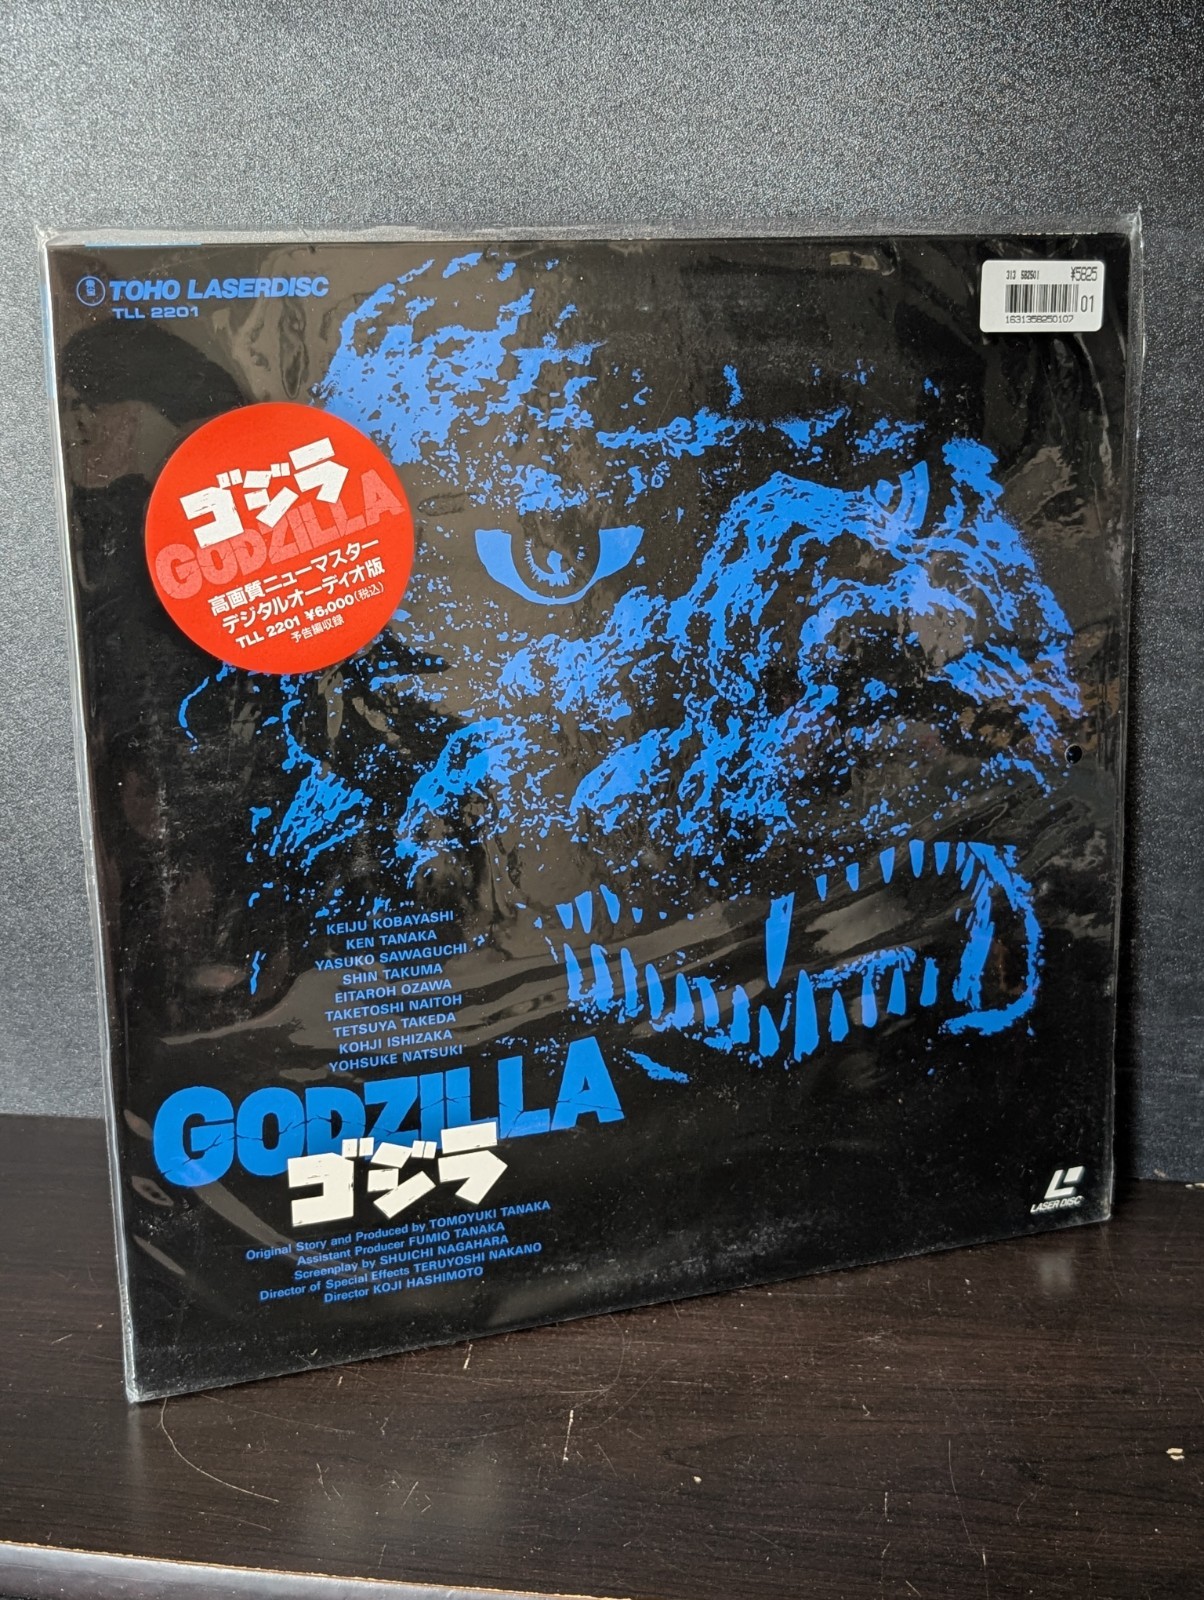 TOHO LASERDISC
TLL 2201
313 582501
¥5825
01
1631358250107
ゴジラ
GODZILLA
高画質ニューマスター
デジタルオーディオ版
TLL 2201 ¥6,000(税込)
予告編収録
KEIJU KOBAYASHI
KEN TANAKA
YASUKO SAWAGUCHI
SHIN TAKUMA
EITAROH OZAWA
TAKETOSHI NAITOH
TETSUYA TAKEDA
KOHJI ISHIZAKA
YOHSUKE NATSUKI
GODZILLA
ゴジラ
Original Story and Produced by TOMOYUKI TANAKA
Assistant Producer FUMIO TANAKA
Screenplay by SHUICHI NAGAHARA
Director of Special Effects TERUYOSHI NAKANO
Director KOJI HASHIMOTO
LASER DISC